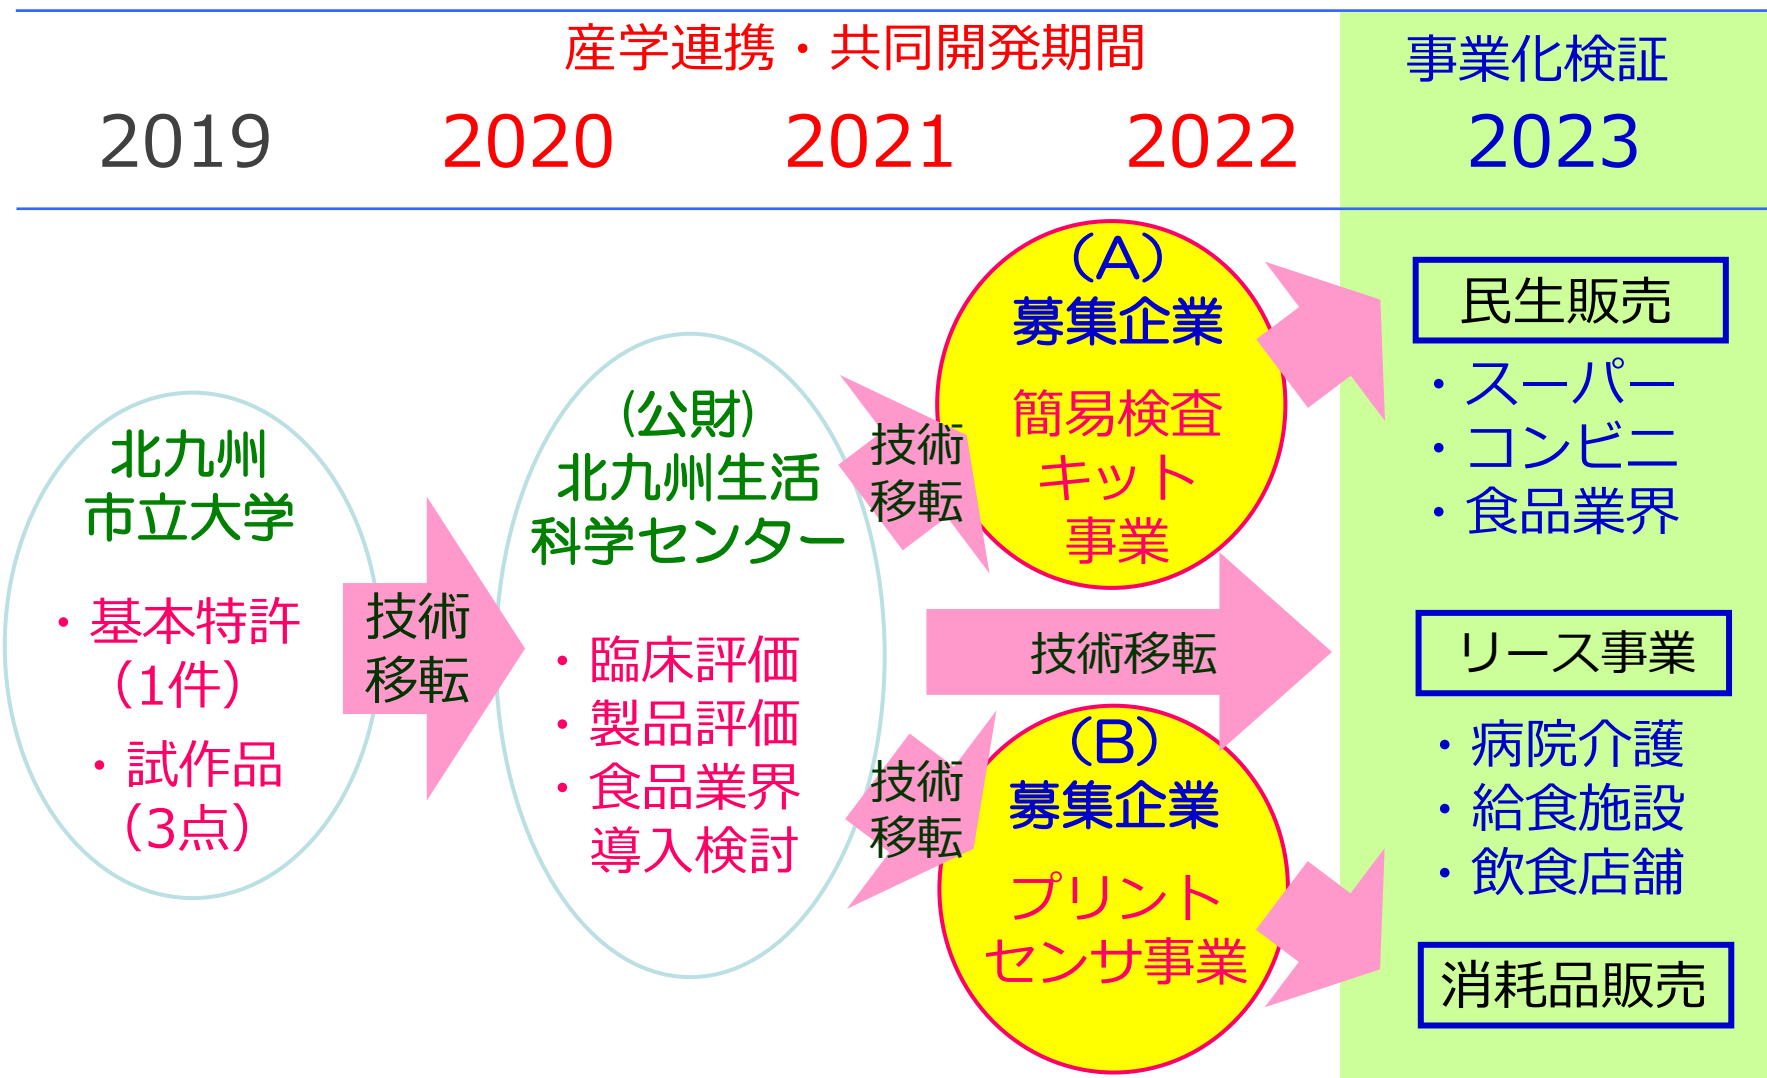 産学連携・共同開発期間
事業化検証
2019
2020
2021
2022
2023
北九州
市立大学
・基本特許
(1件)
・試作品
(3点)
技術
移転
(公財)
北九州生活
科学センター
・臨床評価
・製品評価
・食品業界
導入検討
技術
移転
技術移転
技術
移転
(A)
募集企業
簡易検査
キット
事業
(B)
募集企業
プリント
センサ事業
民生販売
・スーパー
・コンビニ
・食品業界
リース事業
・病院介護
・給食施設
・飲食店舗
消耗品販売